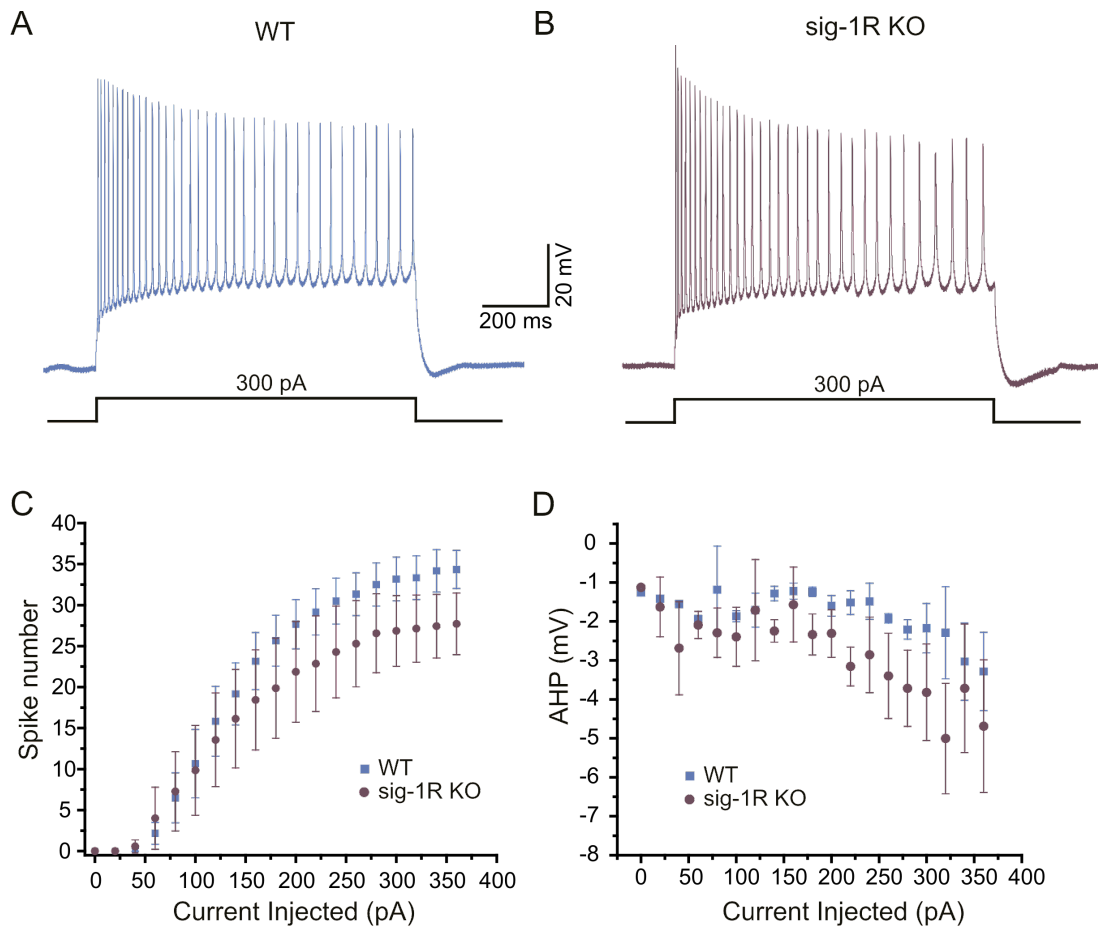 A
WT
B
sig-1R KO
20 mV
200 ms
300 pA
300 pA
C
40
35
30
25
20
15
10
5
0
Spike number
WT
sig-1R KO
0 50 100 150 200 250 300 350 400
Current Injected (pA)
D
0
-1
-2
-3
-4
-5
-6
-7
-8
AHP (mV)
WT
sig-1R KO
0 50 100 150 200 250 300 350 400
Current Injected (pA)